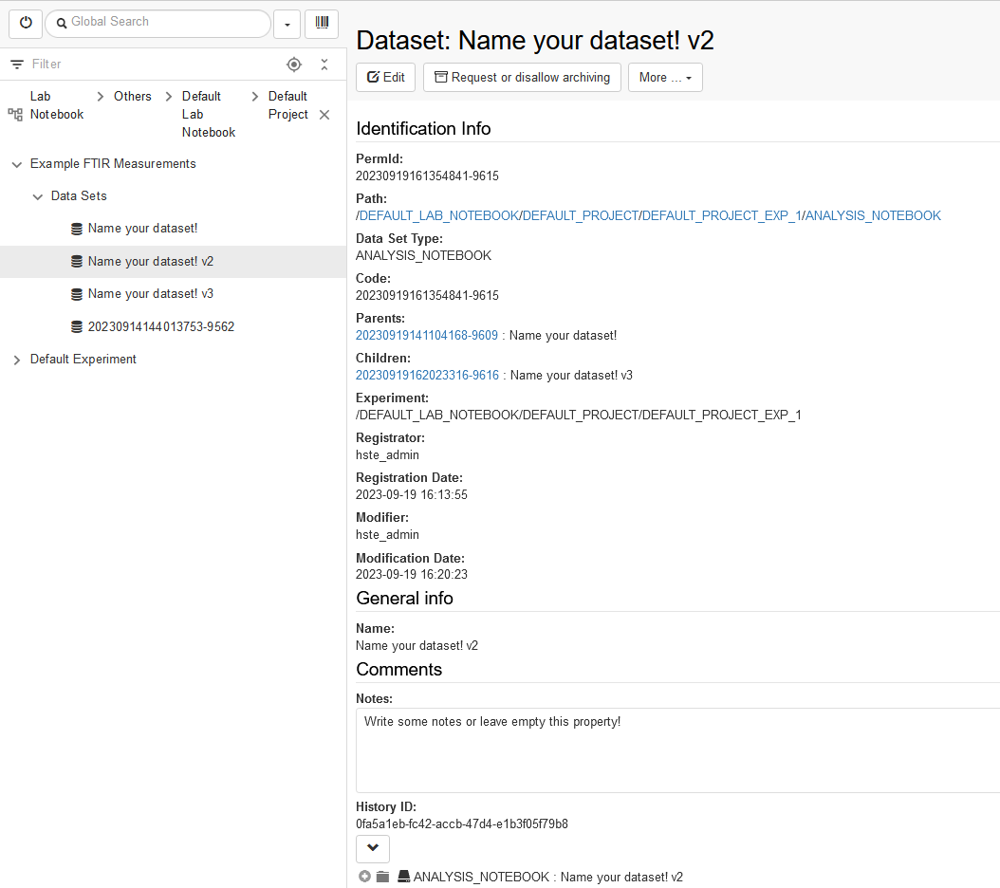 Global Search
Filter
Lab Notebook
Others
Default Lab Notebook
Default Project
Example FTIR Measurements
Data Sets
Name your dataset!
Name your dataset! v2
Name your dataset! v3
20230914144013753-9562
Default Experiment
Dataset: Name your dataset! v2
Edit
Request or disallow archiving
More ...
Identification Info
PermId:
20230919161354841-9615
Path:
/DEFAULT_LAB_NOTEBOOK/DEFAULT_PROJECT/DEFAULT_PROJECT_EXP_1/ANALYSIS_NOTEBOOK
Data Set Type:
ANALYSIS_NOTEBOOK
Code:
20230919161354841-9615
Parents:
20230919141104168-9609 : Name your dataset!
Children:
20230919162023316-9616 : Name your dataset! v3
Experiment:
/DEFAULT_LAB_NOTEBOOK/DEFAULT_PROJECT/DEFAULT_PROJECT_EXP_1
Registrator:
hste_admin
Registration Date:
2023-09-19 16:13:55
Modifier:
hste_admin
Modification Date:
2023-09-19 16:20:23
General info
Name:
Name your dataset! v2
Comments
Notes:
Write some notes or leave empty this property!
History ID:
0fa5a1eb-fc42-accb-47d4-e1b3f05f79b8
ANALYSIS_NOTEBOOK : Name your dataset! v2